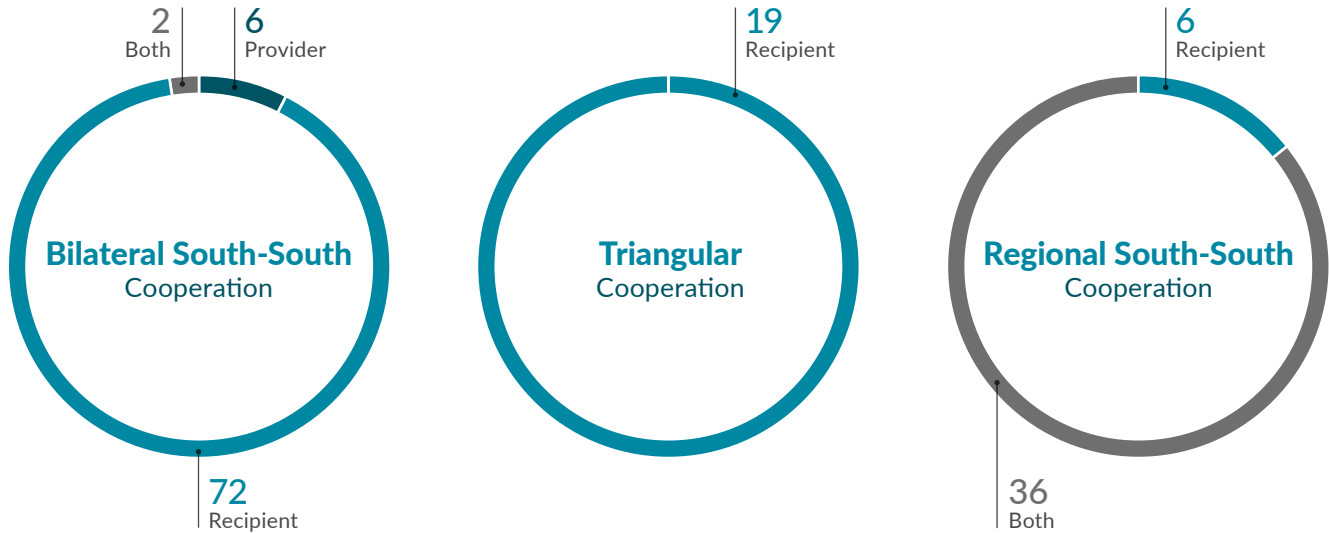 2
Both
6
Provider
Bilateral South-South
Cooperation
72
Recipient
19
Recipient
Triangular
Cooperation
6
Recipient
Regional South-South
Cooperation
36
Both